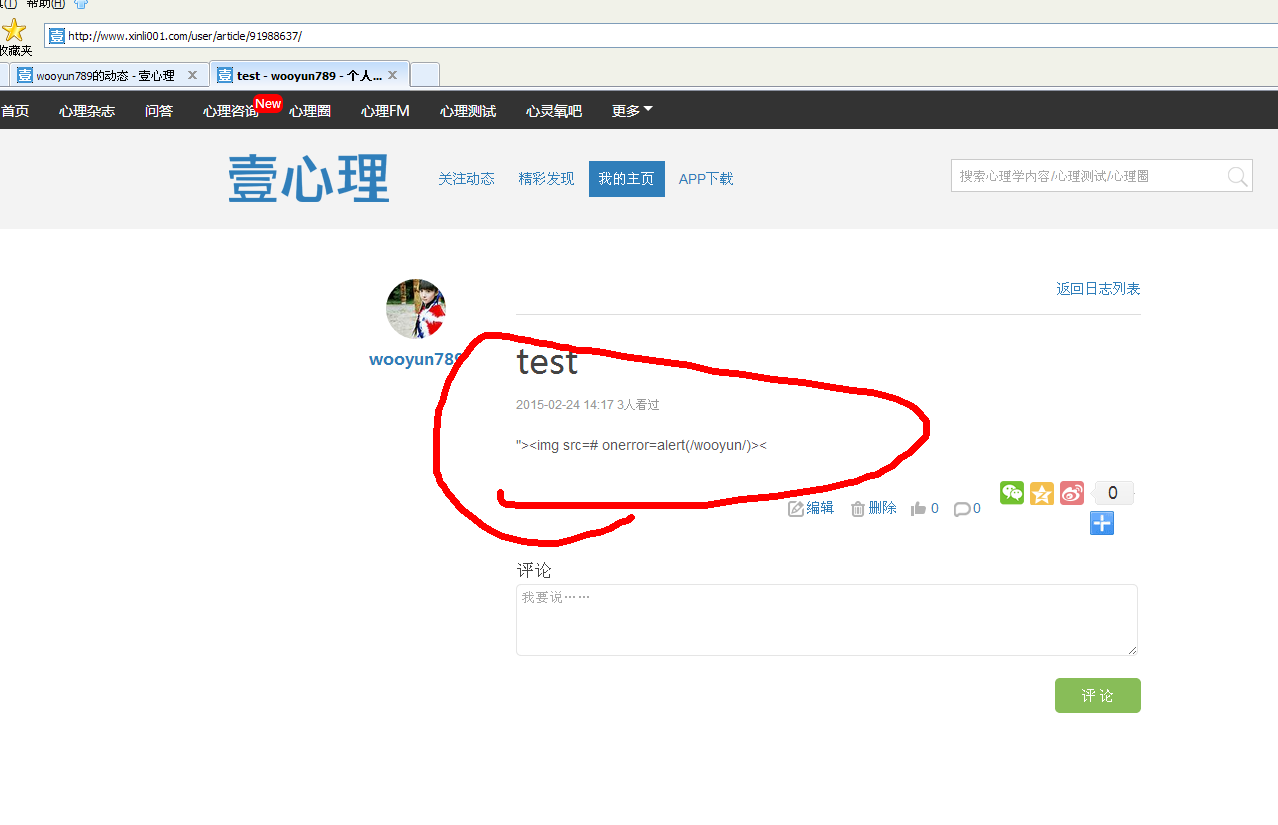 帮助(H)
收藏夹
http://www.xinli001.com/user/article/91988637/
wooyun789的动态 - 壹心理
test - wooyun789 - 个人...
首页 心理杂志 问答 心理咨询 New 心理圈 心理FM 心理测试 心灵氧吧 更多
壹心理 关注动态 精彩发现 我的主页 APP下载 搜索心理学内容/心理测试/心理圈
返回日志列表
wooyun789
test
2015-02-24 14:17 3人看过
"><img src=# onerror=alert(/wooyun/)><
编辑 删除 0 0 0
评论
我要说……
评 论